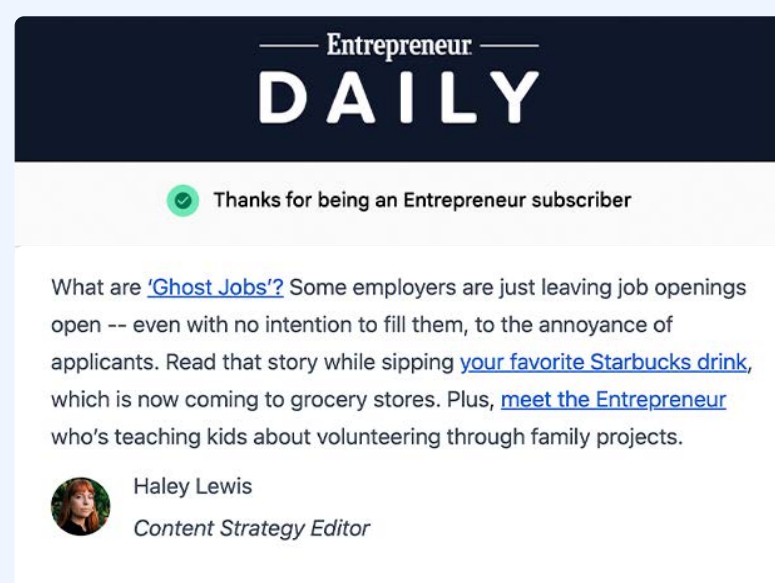 Entrepreneur
DAILY
Thanks for being an Entrepreneur subscriber
What are ‘Ghost Jobs’? Some employers are just leaving job openings
open -- even with no intention to fill them, to the annoyance of
applicants. Read that story while sipping your favorite Starbucks drink,
which is now coming to grocery stores. Plus, meet the Entrepreneur
who’s teaching kids about volunteering through family projects.
Haley Lewis
Content Strategy Editor